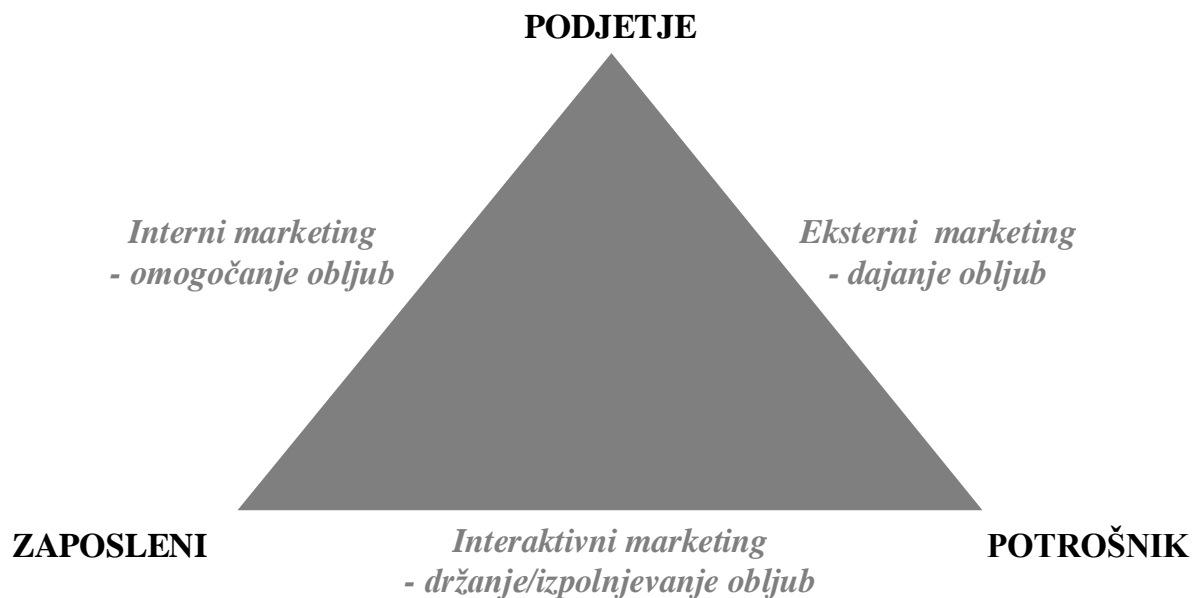 PODJETJE
Interni marketing
- omogočanje obljub
Eksterni marketing
- dajanje obljub
ZAPOSLENI
Interaktivni marketing
- držanje/izpolnjevanje obljub
POTROŠNIK